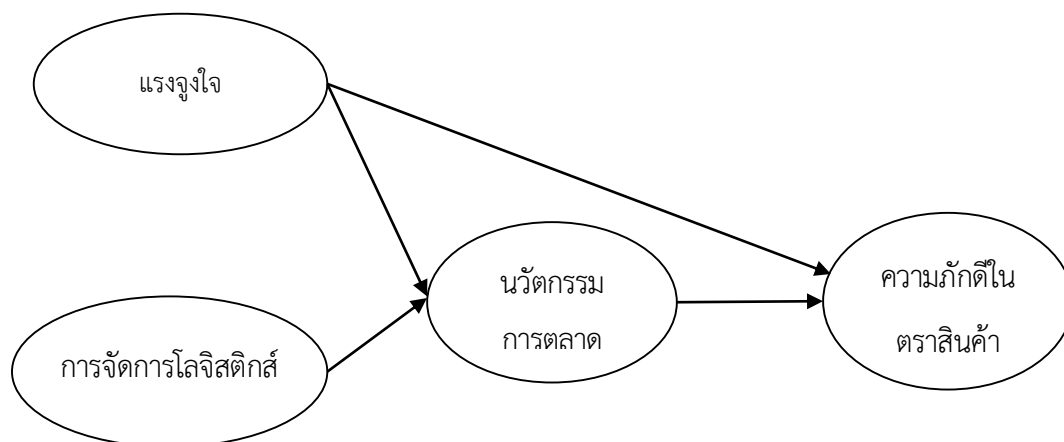 แรงจูงใจ
การจัดการโลจิสติกส์
นวัตกรรม
การตลาด
ความภักดีใน
ตราสินค้า